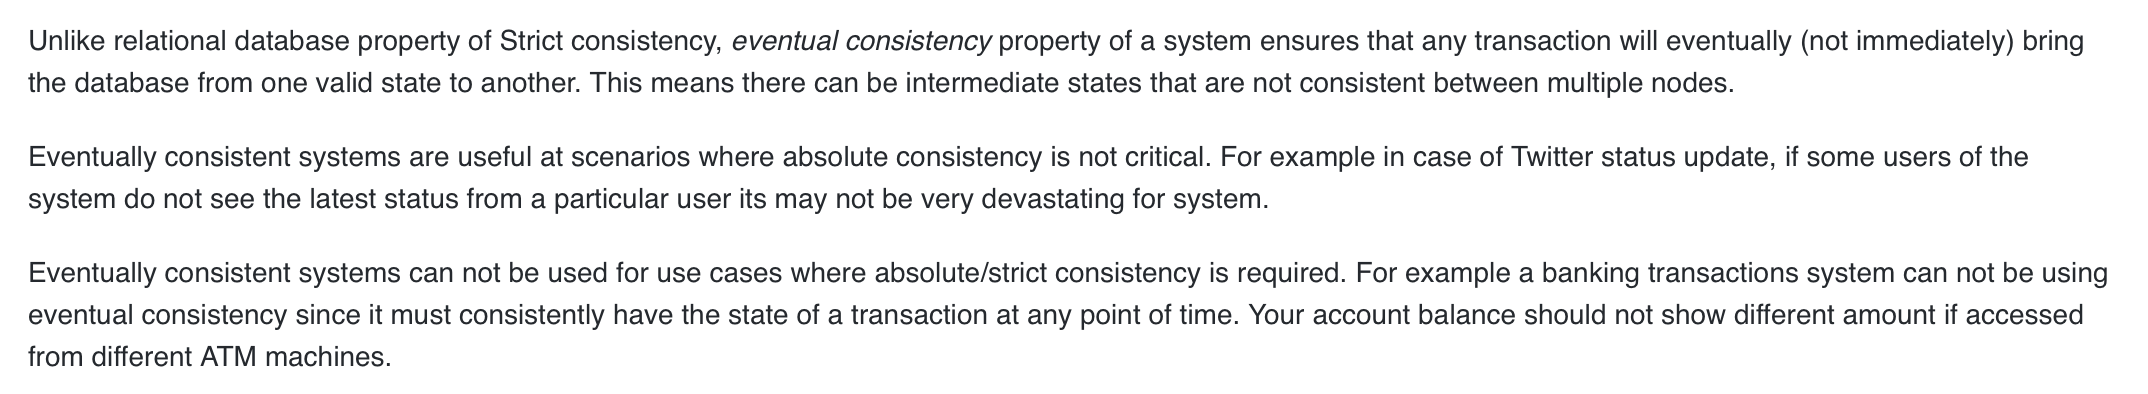 Unlike relational database property of Strict consistency, eventual consistency property of a system ensures that any transaction will eventually (not immediately) bring
the database from one valid state to another. This means there can be intermediate states that are not consistent between multiple nodes.
Eventually consistent systems are useful at scenarios where absolute consistency is not critical. For example in case of Twitter status update, if some users of the
system do not see the latest status from a particular user its may not be very devastating for system.
Eventually consistent systems can not be used for use cases where absolute/strict consistency is required. For example a banking transactions system can not be using
eventual consistency since it must consistently have the state of a transaction at any point of time. Your account balance should not show different amount if accessed
from different ATM machines.